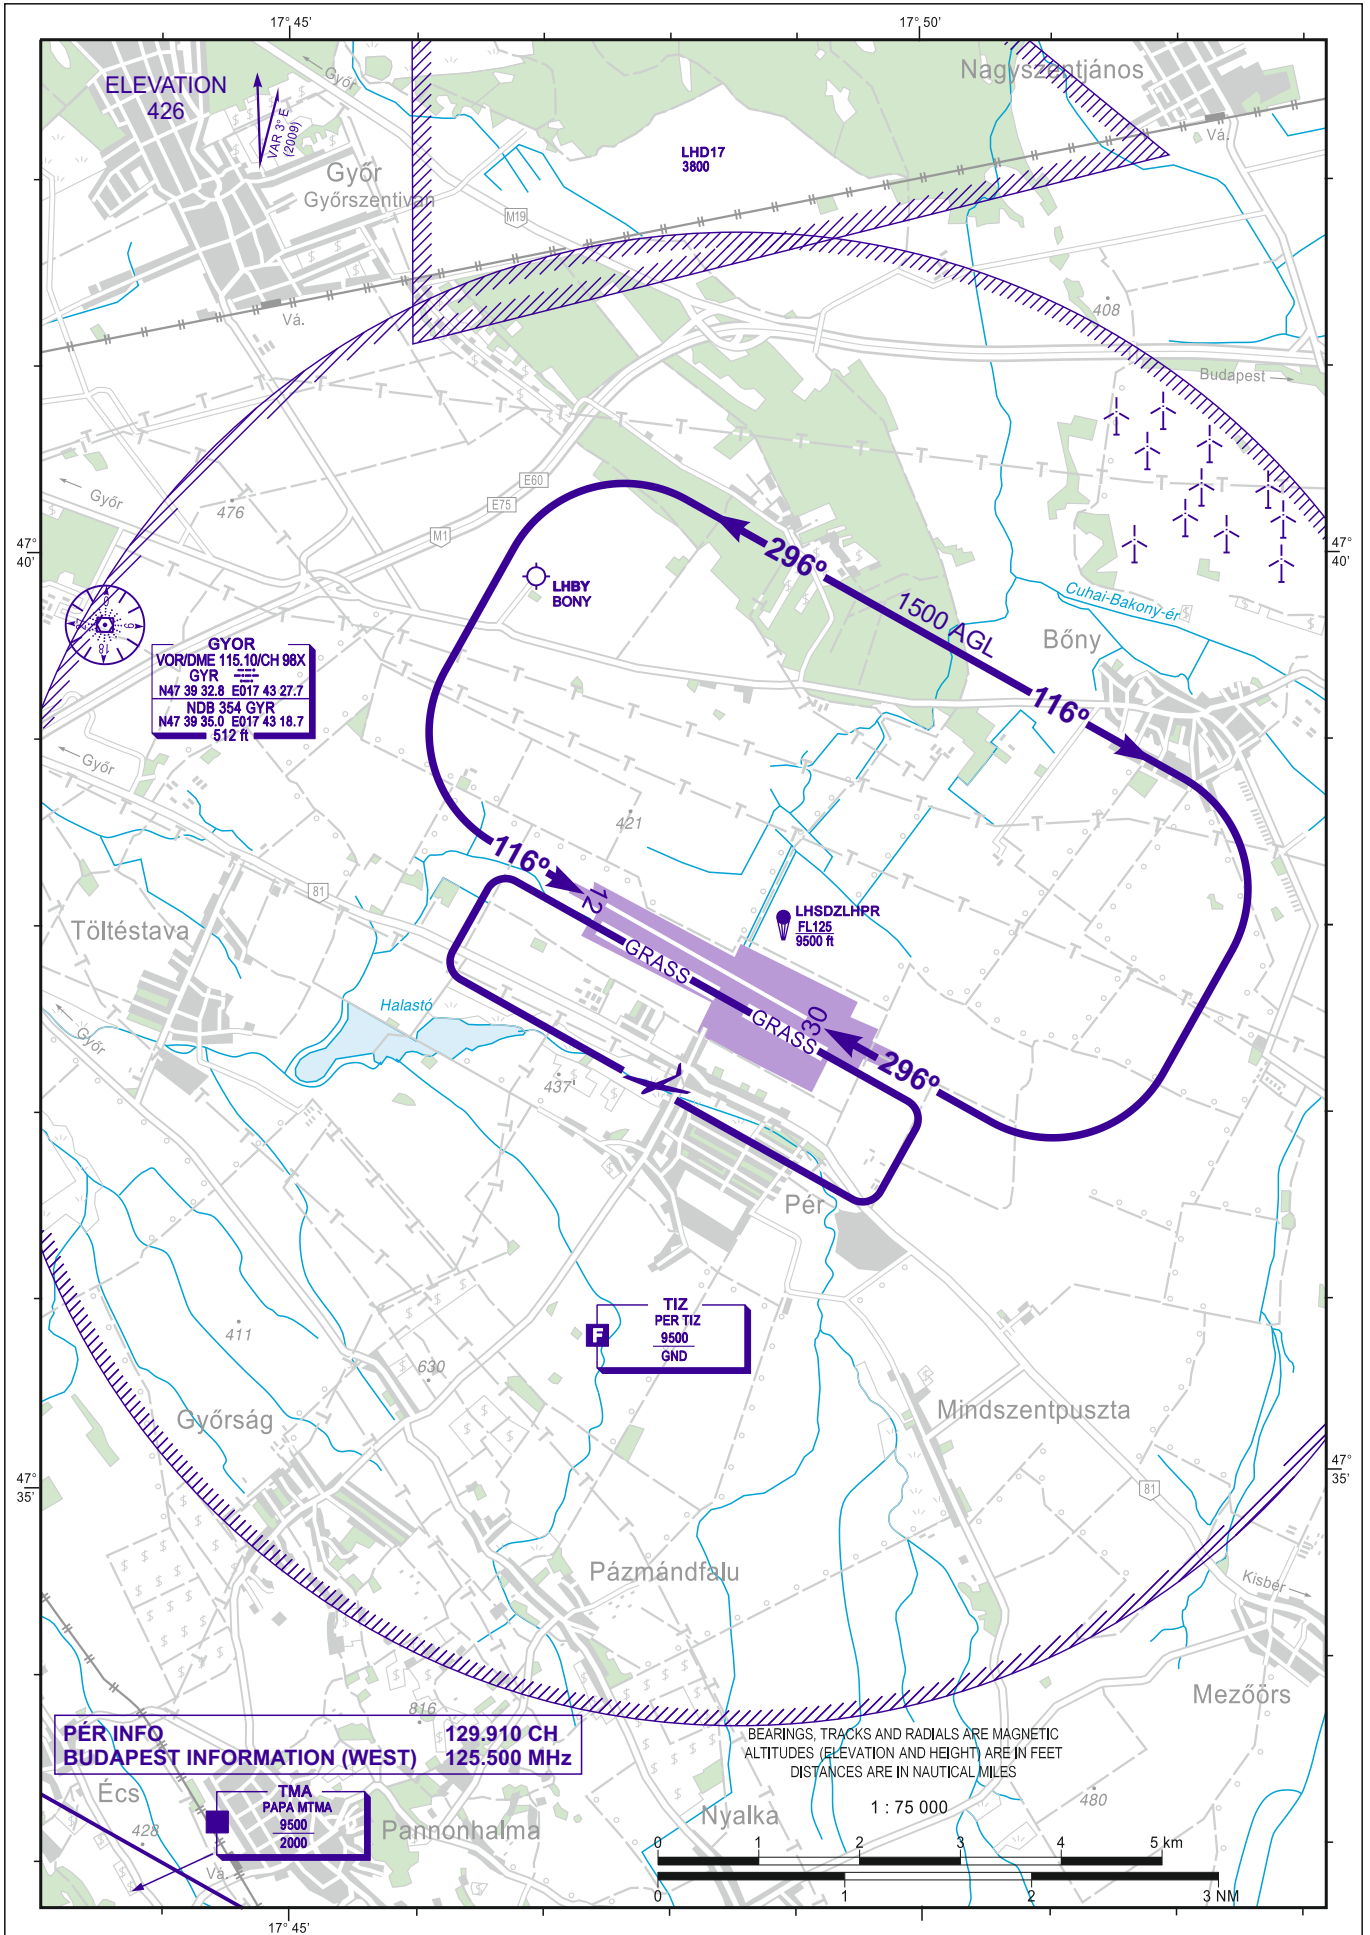 17° 45'
17° 50'
ELEVATION
426
VAR 3° E
(2009)
Győr
Nagyszentjános
Vá.
LHD17
3800
Győr
Győrszentiván
M19
Vá.
408
Budapest
E60
E75
M1
Győr
476
47°
40'
47°
40'
296°
LHBY
BONY
1500 AGL
Cuhai-Bakony-ér
Bőny
0
9
18
27
GYOR
VOR/DME 115.10/CH 98X
GYR
N47 39 32.8 E017 43 27.7
NDB 354 GYR
N47 39 35.0 E017 43 18.7
512 ft
116°
Győr
421
116°
81
12
LHSDZLHPR
FL125
9500 ft
Töltéstava
GRASS
Halastó
GRASS
30
Győr
296°
437
Pér
TIZ
PER TIZ
9500
GND
F
411
630
Győrság
Mindszentpuszta
47°
35'
47°
35'
81
Pázmándfalu
Kisbér
Mezőörs
816
PÉR INFO 129.910 CH
BUDAPEST INFORMATION (WEST) 125.500 MHz
BEARINGS, TRACKS AND RADIALS ARE MAGNETIC
ALTITUDES (ELEVATION AND HEIGHT) ARE IN FEET
DISTANCES ARE IN NAUTICAL MILES
Écs
TMA
PAPA MTMA
9500
2000
428
Vá.
Pannonhalma
Nyalka
1 : 75 000
480
0 1 2 3 4 5 km
0 1 2 3 NM
17° 45'
17° 50'